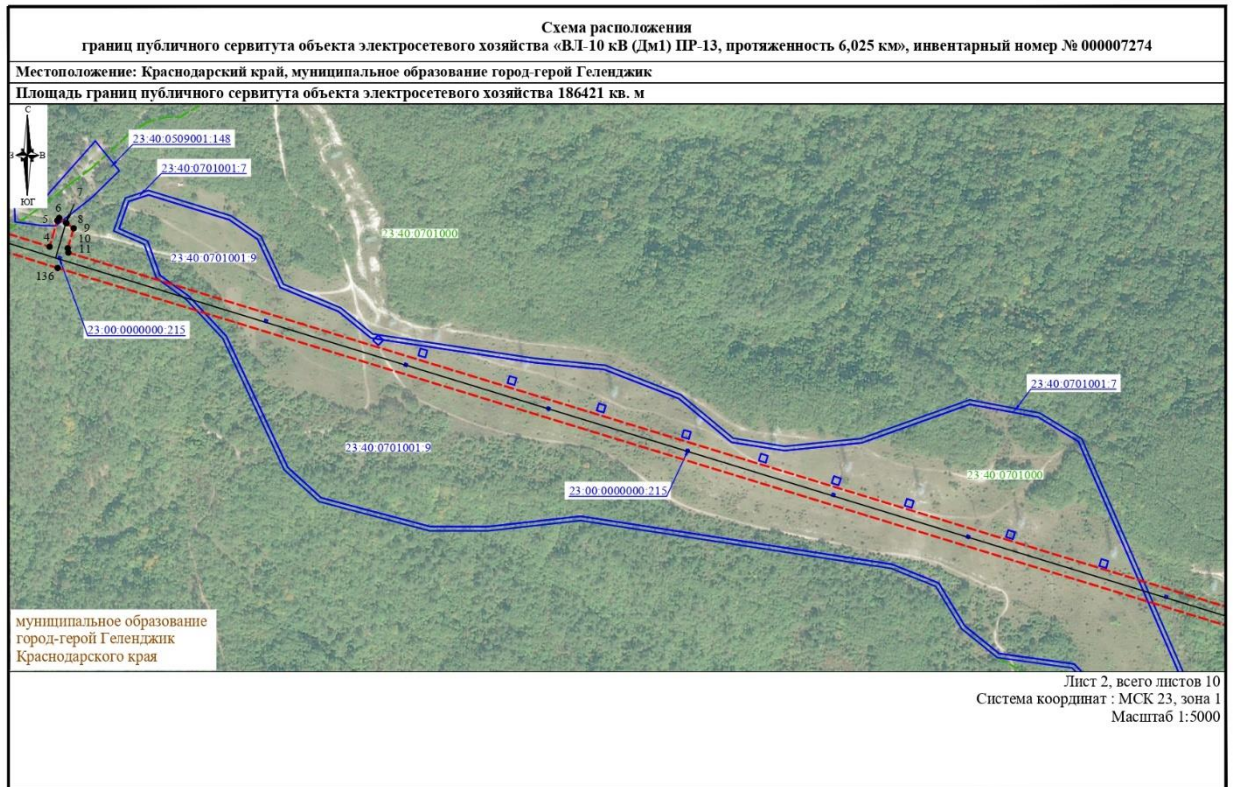 Схема расположения
границ публичного сервитута объекта электросетевого хозяйства «ВЛ-10 кВ (Дм1) ПР-13, протяженность 6,025 км», инвентарный номер № 000007274
Местоположение: Краснодарский край, муниципальное образование город-герой Геленджик
Площадь границ публичного сервитута объекта электросетевого хозяйства 186421 кв. м
С
23:40:0509001:148
З
В
23:40:0701001:7
ЮГ
7
6
5
8
9
23:40:0701000
4
10
11
23:40:0701001:9
136
23:00:0000000:215
23:40:0701001:7
23:40:0701001:9
23:40:0701000
23:00:0000000:215
муниципальное образование
город-герой Геленджик
Краснодарского края
Лист 2, всего листов 10
Система координат : МСК 23, зона 1
Масштаб 1:5000